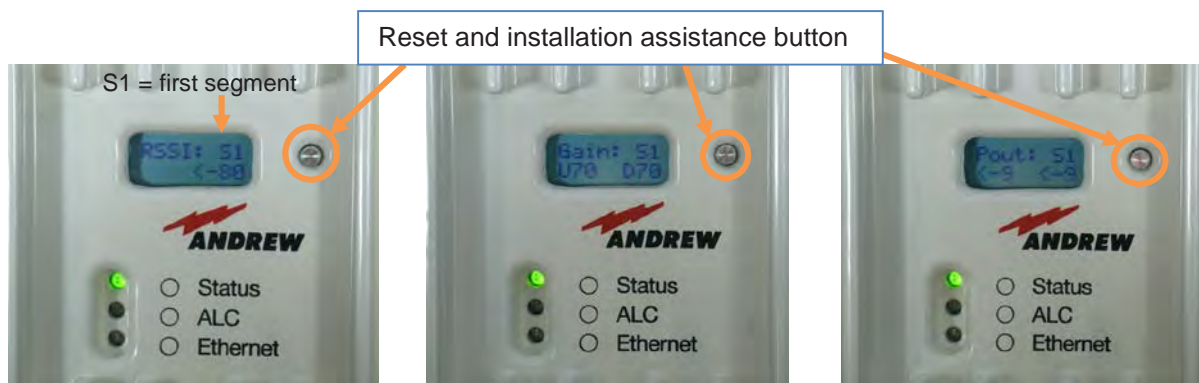 Reset and installation assistance button
S1 = first segment
RSSI: S1
<-80
ANDREW
Status
ALC
Ethernet
Gain: S1
U70 D70
ANDREW
Status
ALC
Ethernet
Pout: S1
<-9 <-9
ANDREW
Status
ALC
Ethernet